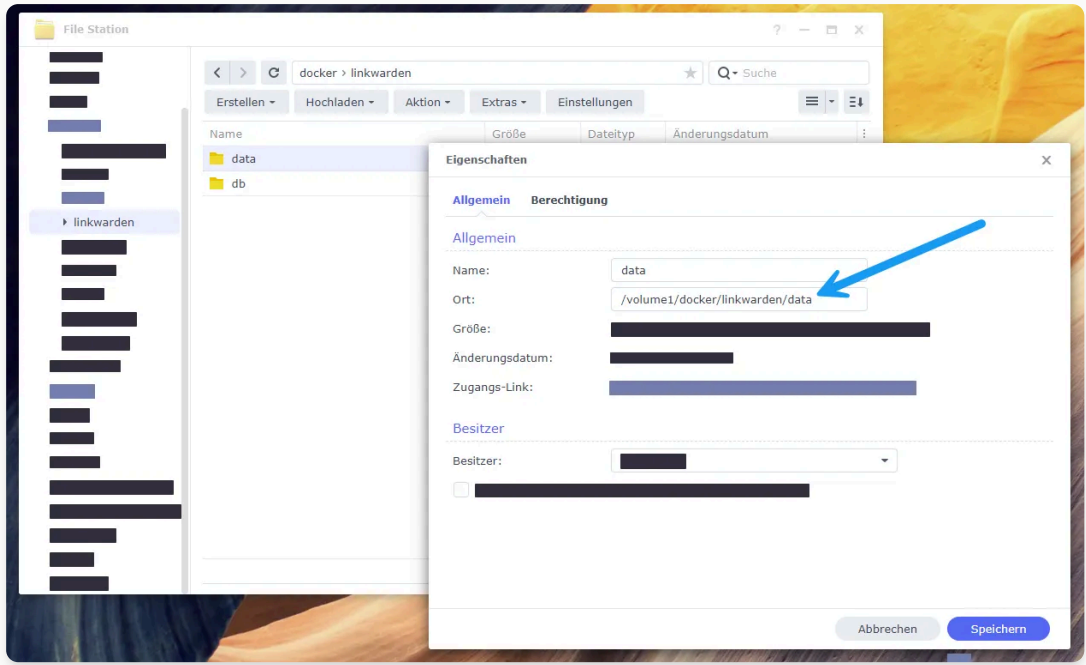 File Station
docker › linkwarden
Suche
Erstellen
Hochladen
Aktion
Extras
Einstellungen
Name
Größe
Dateityp
Änderungsdatum
data
db
linkwarden
Eigenschaften
Allgemein
Berechtigung
Allgemein
Name:
data
Ort:
/volume1/docker/linkwarden/data
Größe:
Änderungsdatum:
Zugangs-Link:
Besitzer
Besitzer:
Abbrechen
Speichern